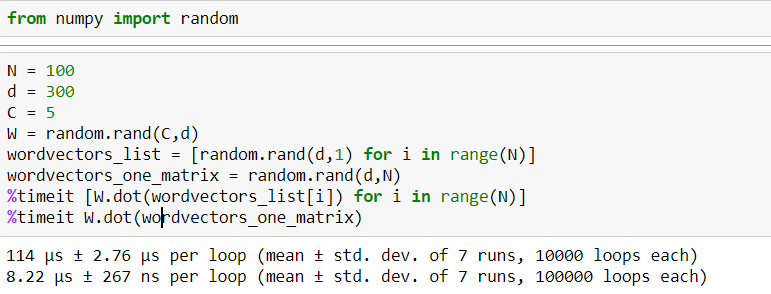 from numpy import random
N = 100
d = 300
C = 5
W = random.rand(C,d)
wordvectors_list = [random.rand(d,1) for i in range(N)]
wordvectors_one_matrix = random.rand(d,N)
%timeit [W.dot(wordvectors_list[i]) for i in range(N)]
%timeit W.dot(wordvectors_one_matrix)
114 µs ± 2.76 µs per loop (mean ± std. dev. of 7 runs, 10000 loops each)
8.22 µs ± 267 ns per loop (mean ± std. dev. of 7 runs, 100000 loops each)